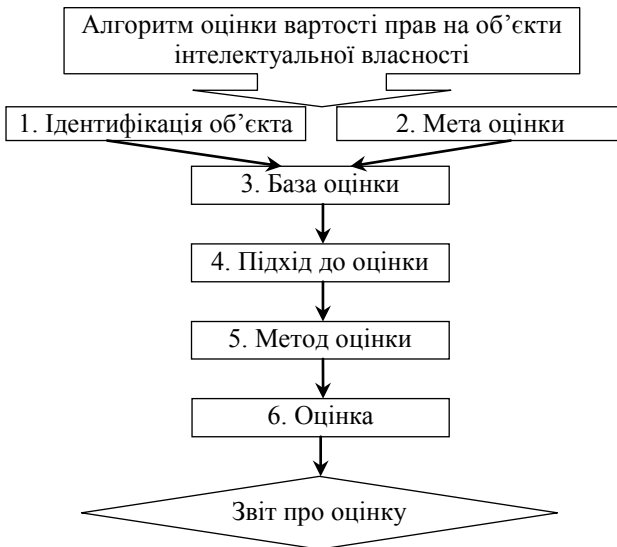 Алгоритм оцінки вартості прав на об’єкти
інтелектуальної власності
1. Ідентифікація об’єкта
2. Мета оцінки
3. База оцінки
4. Підхід до оцінки
5. Метод оцінки
6. Оцінка
Звіт про оцінку